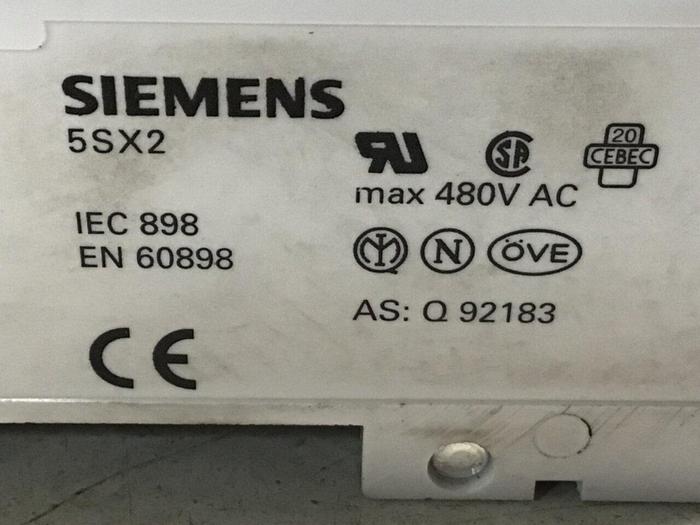 SIEMENS
5SX2
20
CEBEC
max 480V AC
IEC 898
EN 60898
N
ÖVE
AS: Q 92183
CE